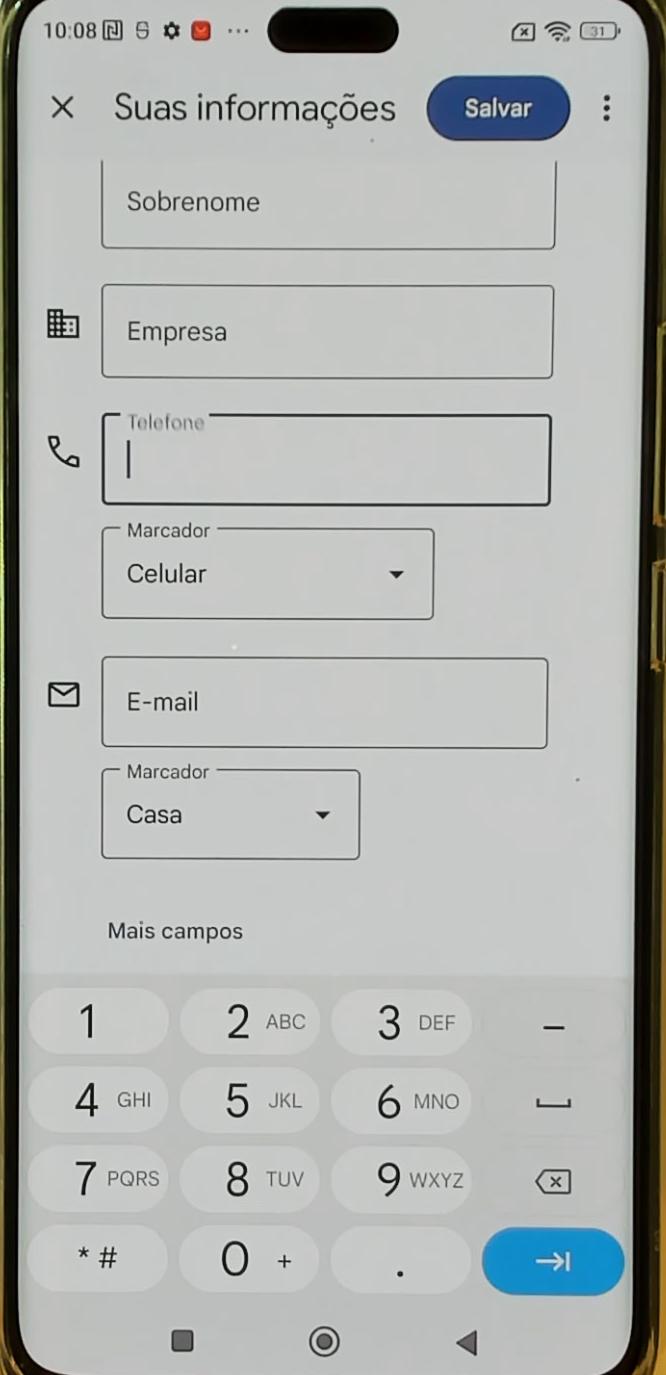 10:08
31
Suas informações
Salvar
Sobrenome
Empresa
Telefone
Marcador
Celular
E-mail
Marcador
Casa
Mais campos
1 2 ABC 3 DEF –
4 GHI 5 JKL 6 MNO
7 PQRS 8 TUV 9 WXYZ
* # 0 + .